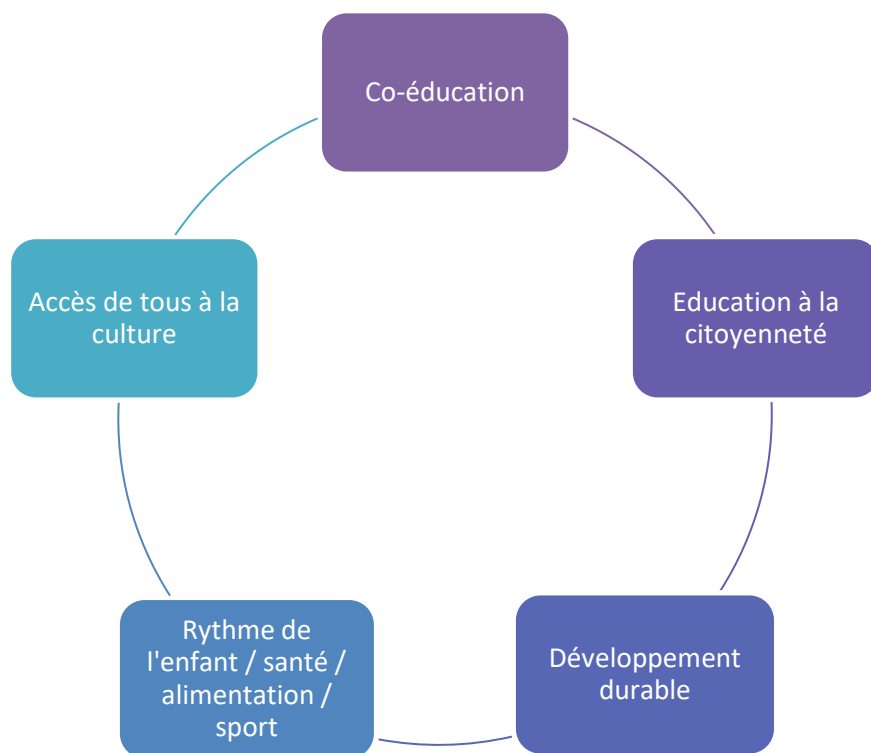 Co-éducation
Education à la
citoyenneté
Développement
durable
Rythme de
l'enfant / santé /
alimentation /
sport
Accès de tous à la
culture